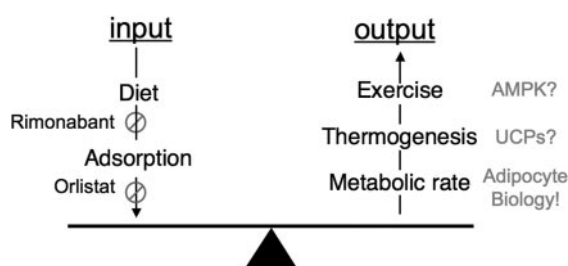 input
output
Diet
Exercise
AMPK?
Rimonabant
Thermogenesis
UCPs?
Adsorption
Orlistat
Metabolic rate
Adipocyte
Biology!